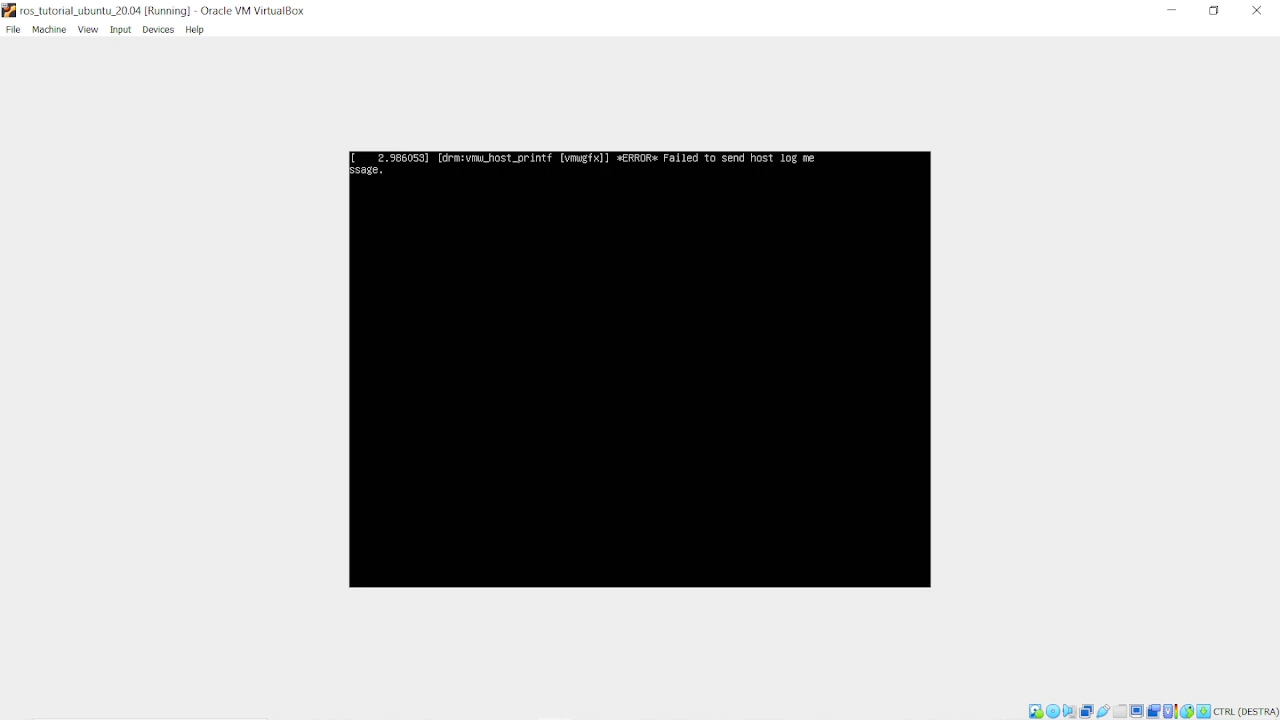 ros_tutorial_ubuntu_20.04 [Running] - Oracle VM VirtualBox
File Machine View Input Devices Help
[    2.986053] [drm:vmw_host_printf [vmwgfx]] *ERROR* Failed to send host log me
ssage.
CTRL (DESTRA)